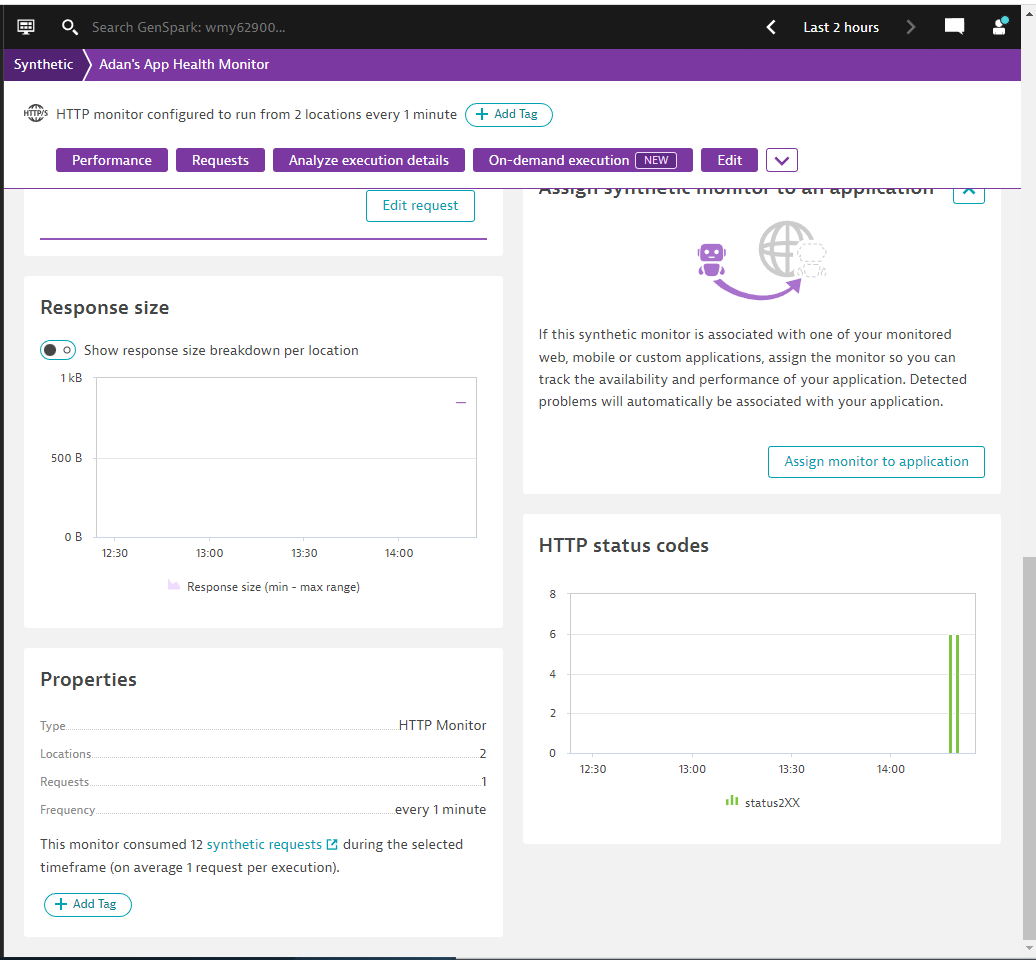 Search GenSpark: wmy62900...
Last 2 hours
Synthetic
Adan's App Health Monitor
HTTP/S
HTTP monitor configured to run from 2 locations every 1 minute
Add Tag
Performance
Requests
Analyze execution details
On-demand execution NEW
Edit
Edit request
Response size
Show response size breakdown per location
1 kB
500 B
0 B
12:30 13:00 13:30 14:00
Response size (min - max range)
Properties
Type HTTP Monitor
Locations 2
Requests 1
Frequency every 1 minute
This monitor consumed 12 synthetic requests during the selected
timeframe (on average 1 request per execution).
Add Tag
Assign synthetic monitor to an application
If this synthetic monitor is associated with one of your monitored
web, mobile or custom applications, assign the monitor so you can
track the availability and performance of your application. Detected
problems will automatically be associated with your application.
Assign monitor to application
HTTP status codes
8
6
4
2
0
12:30 13:00 13:30 14:00
status2XX